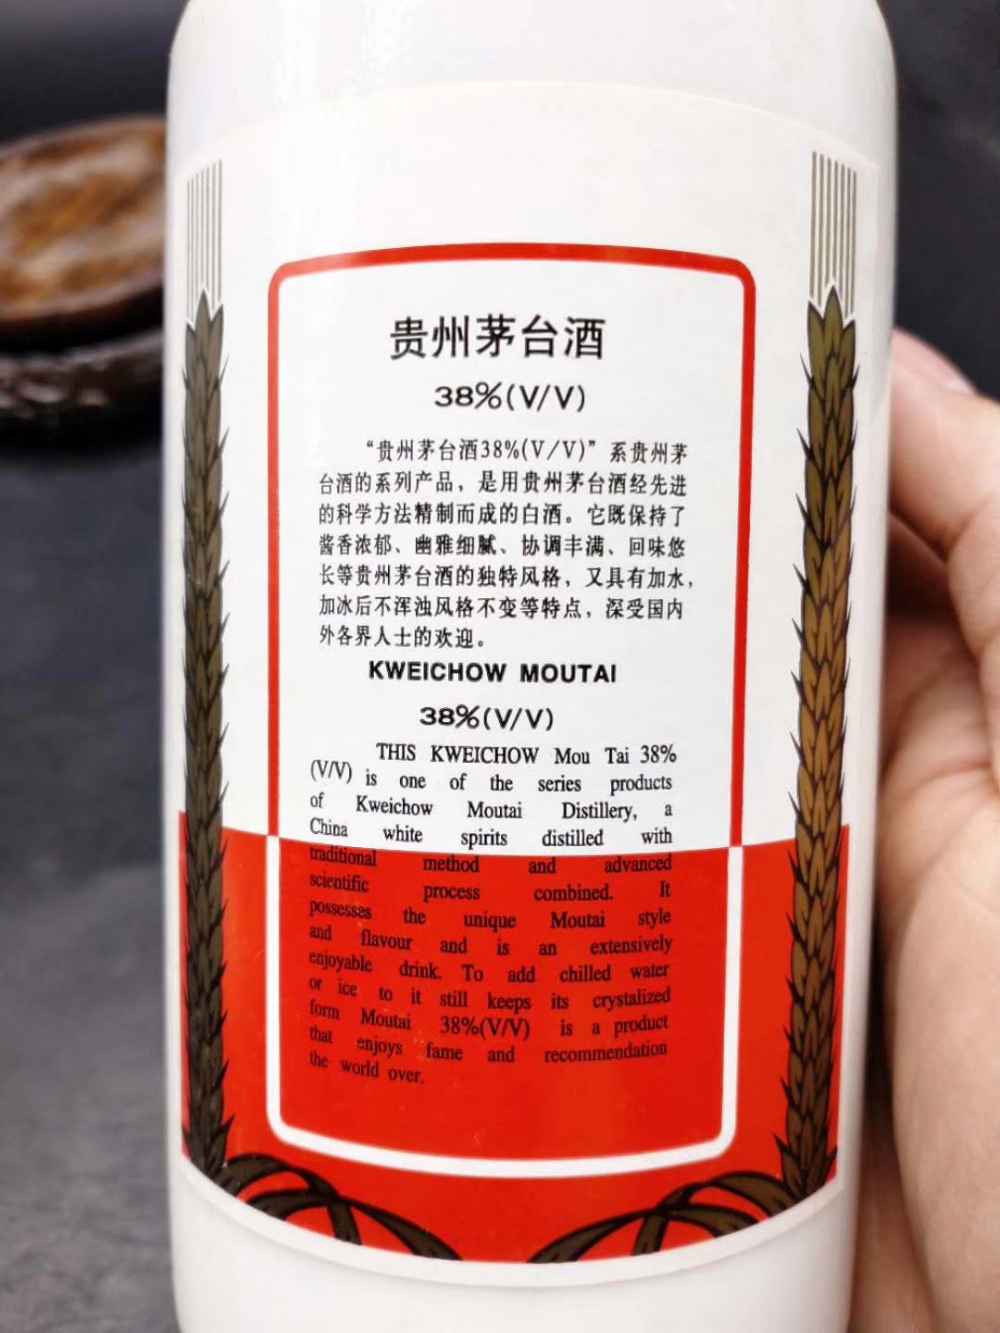 贵州茅台酒
38%(V/V)
“贵州茅台酒38%(V/V)”系贵州茅
台酒的系列产品，是用贵州茅台酒经先进
的科学方法精制而成的白酒。它既保持了
酱香浓郁、幽雅细腻、协调丰满、回味悠
长等贵州茅台酒的独特风格，又具有加水，
加冰后不浑浊风格不变等特点，深受国内
外各界人士的欢迎。
KWEICHOW MOUTAI
38%(V/V)
THIS KWEICHOW Mou Tai 38%
(V/V) is one of the series products
of Kweichow Moutai Distillery, a
China white spirits distilled with
traditional method and advanced
scientific process combined. It
possesses the unique Moutai style
and flavour and is an extensively
enjoyable drink. To add chilled water
or ice to it still keeps its crystalized
form Moutai 38%(V/V) is a product
that enjoys fame and recommendation
the world over.